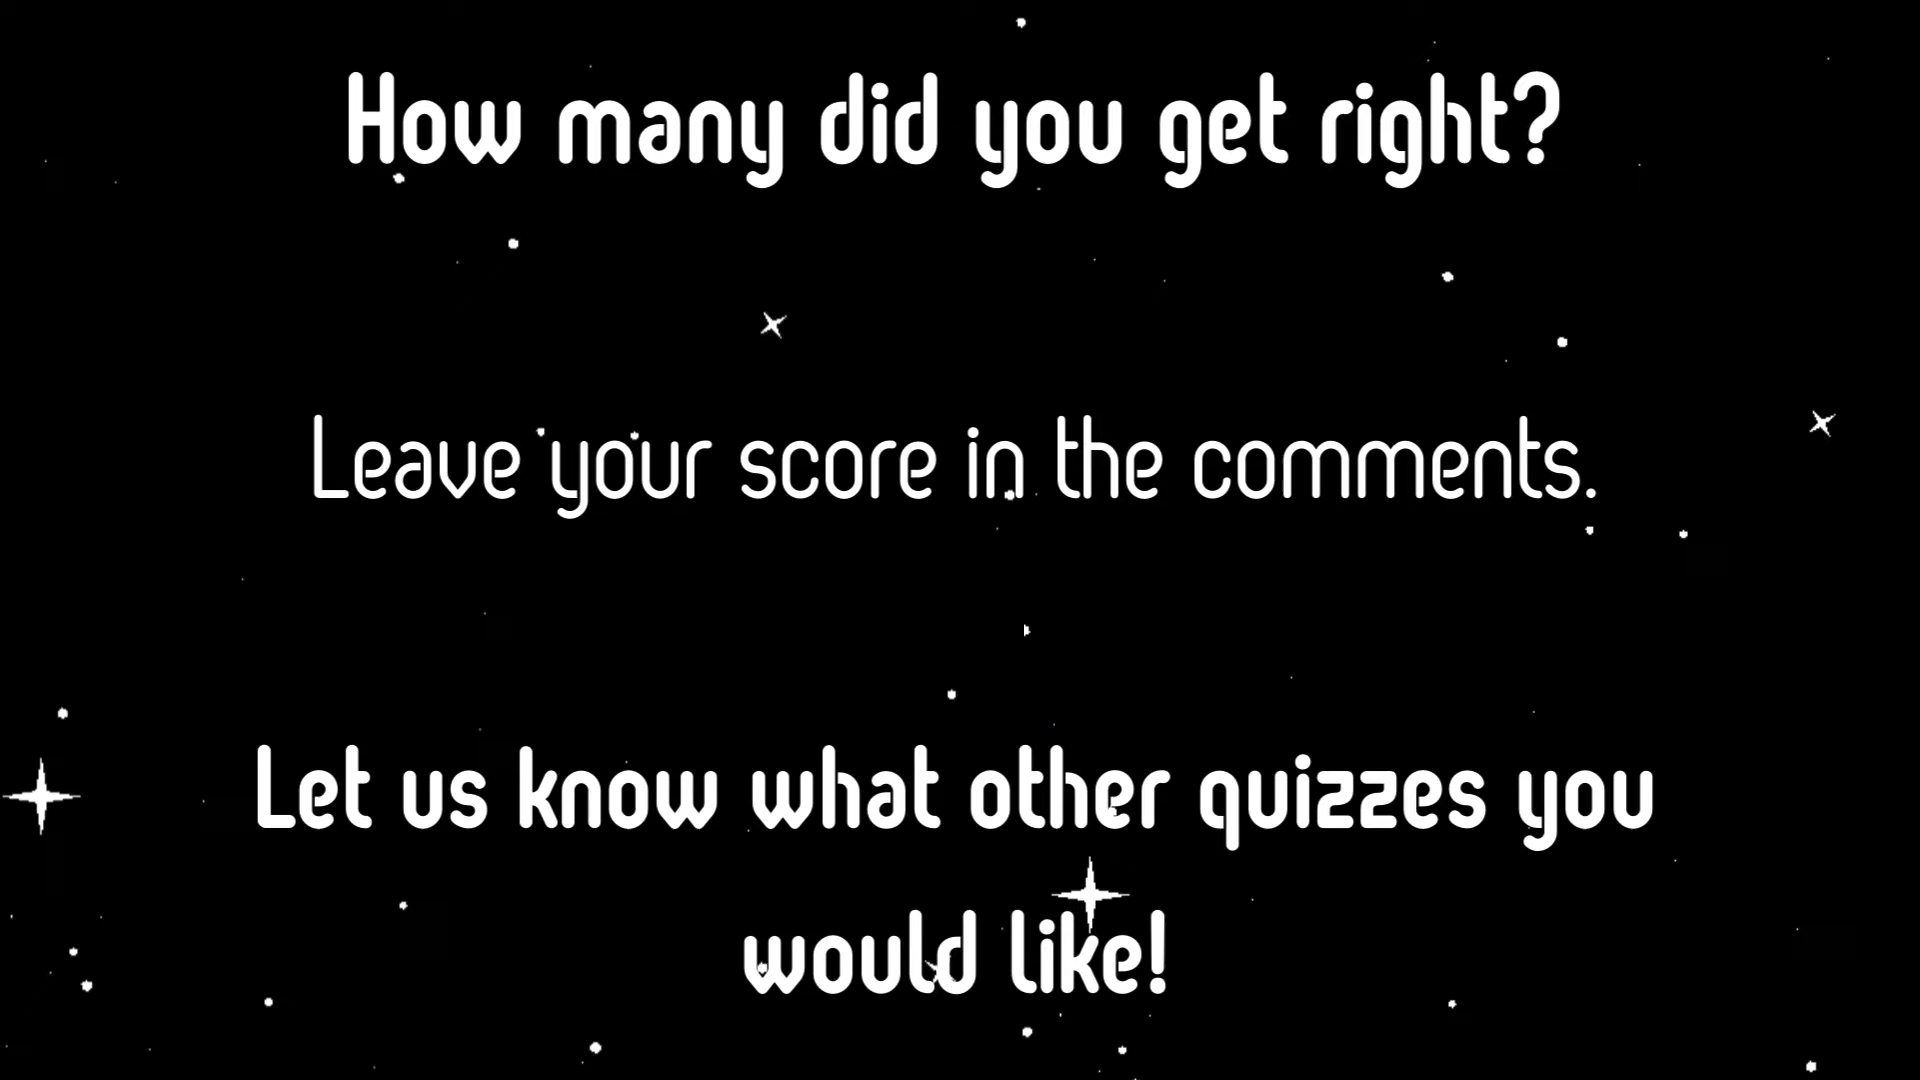 How many did you get right?
Leave your score in the comments.
Let us know what other quizzes you
would like!